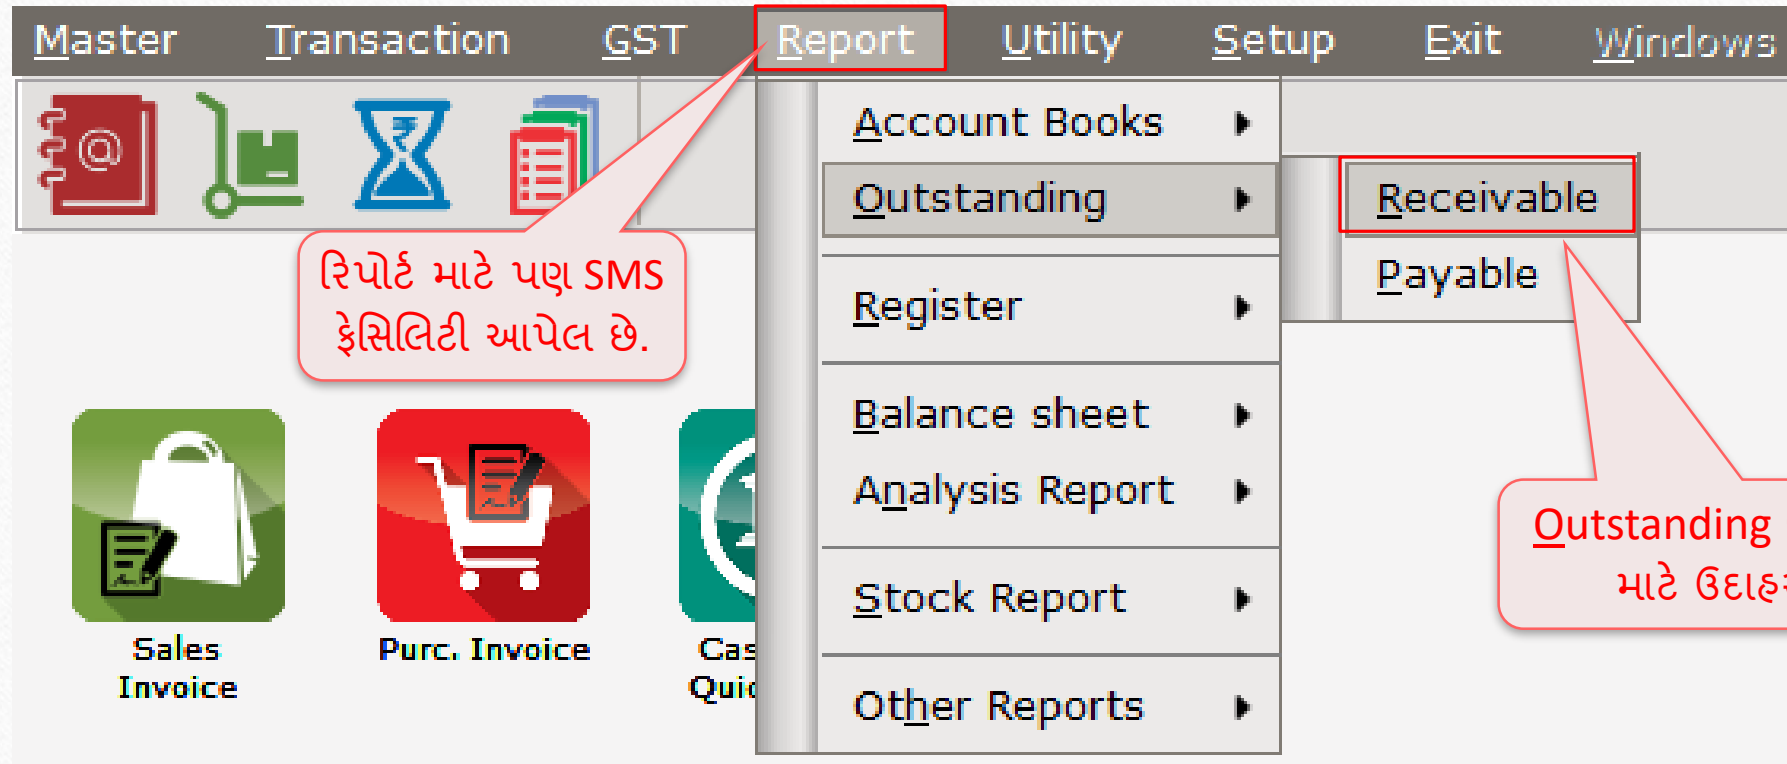 Master Transaction GST Report Utility Setup Exit Windows
@
₹
Account Books
Outstanding
Receivable
Payable
રિપોર્ટ માટે પણ SMS
ફેસિલિટી આપેલ છે.
Register
Balance sheet
Analysis Report
Outstanding
માટે
Stock Report
Other Reports
Sales
Invoice
Purc. Invoice